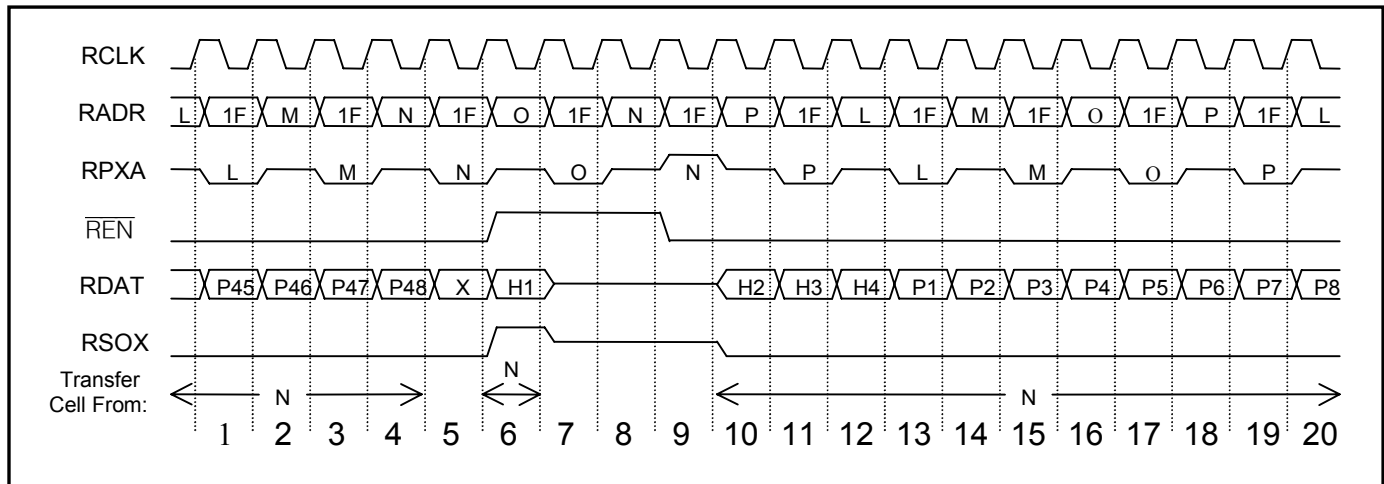 RCLK
RADR L 1F M 1F N 1F O 1F N 1F P 1F L 1F M 1F O 1F P 1F L
RPXA L M N O N P L M O P
REN
RDAT P45 P46 P47 P48 X H1 H2 H3 H4 P1 P2 P3 P4 P5 P6 P7 P8
RSOX
Transfer
Cell From: N N N
1 2 3 4 5 6 7 8 9 10 11 12 13 14 15 16 17 18 19 20